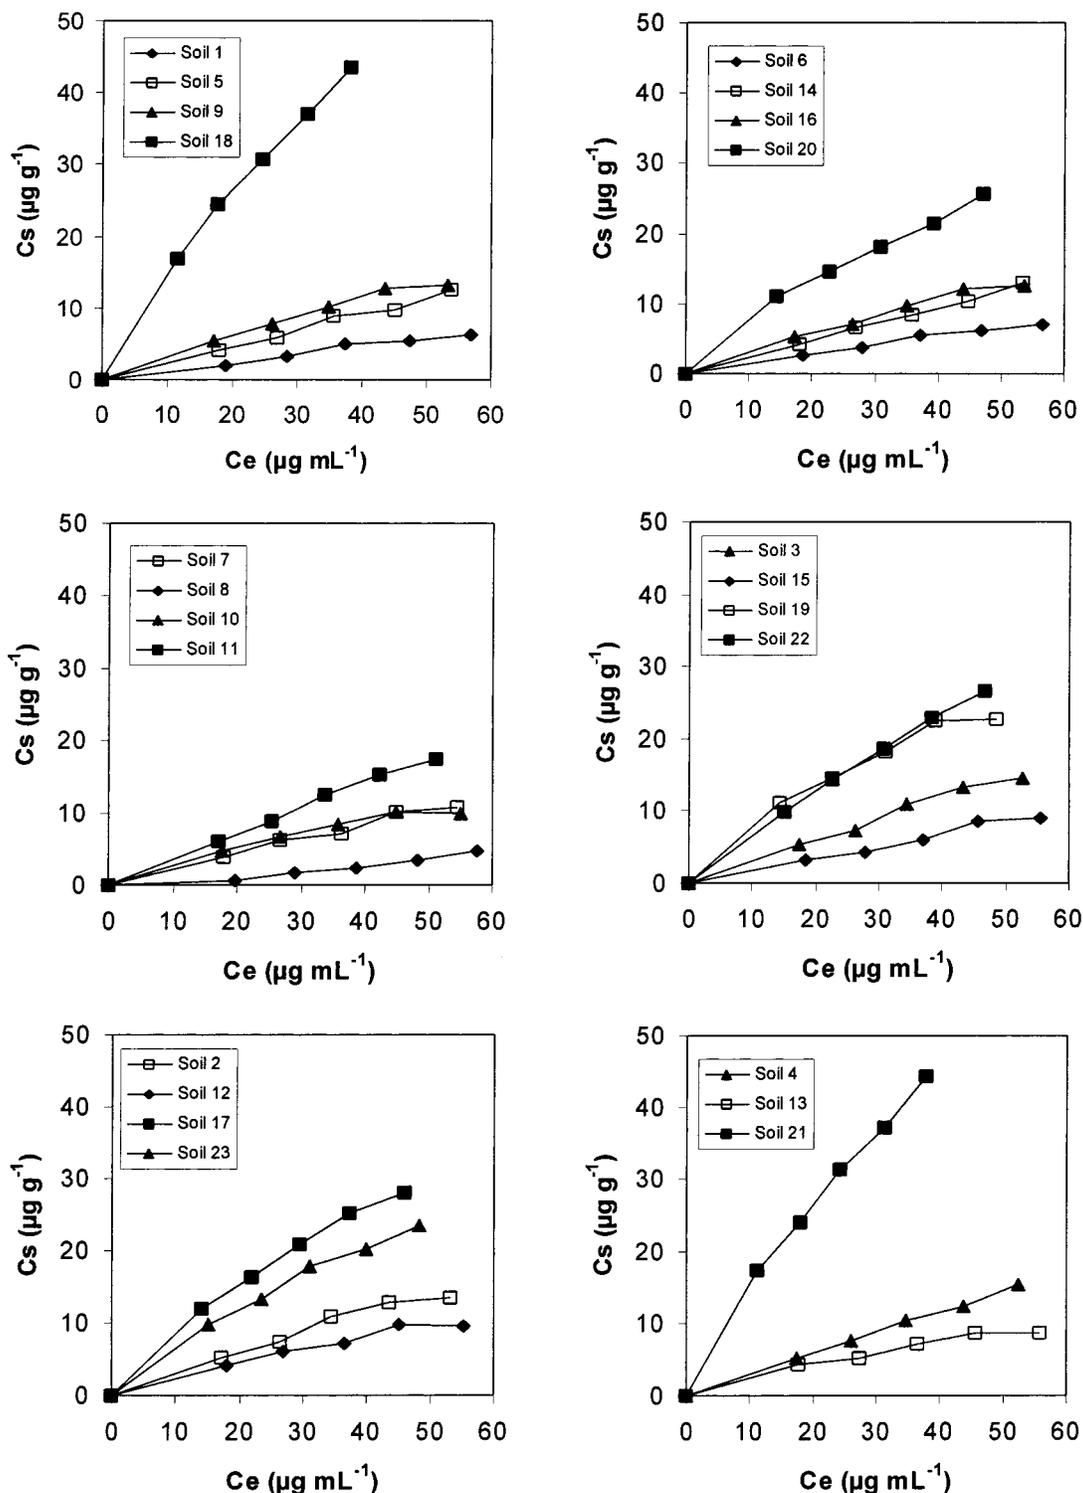 50
40
30
20
10
0
Cs (µg g⁻¹)
Soil 1
Soil 5
Soil 9
Soil 18
0 10 20 30 40 50 60
Ce (µg mL⁻¹)
50
40
30
20
10
0
Cs (µg g⁻¹)
Soil 6
Soil 14
Soil 16
Soil 20
0 10 20 30 40 50 60
Ce (µg mL⁻¹)
50
40
30
20
10
0
Cs (µg g⁻¹)
Soil 7
Soil 8
Soil 10
Soil 11
0 10 20 30 40 50 60
Ce (µg mL⁻¹)
50
40
30
20
10
0
Cs (µg g⁻¹)
Soil 3
Soil 15
Soil 19
Soil 22
0 10 20 30 40 50 60
Ce (µg mL⁻¹)
50
40
30
20
10
0
Cs (µg g⁻¹)
Soil 2
Soil 12
Soil 17
Soil 23
0 10 20 30 40 50 60
Ce (µg mL⁻¹)
50
40
30
20
10
0
Cs (µg g⁻¹)
Soil 4
Soil 13
Soil 21
0 10 20 30 40 50 60
Ce (µg mL⁻¹)